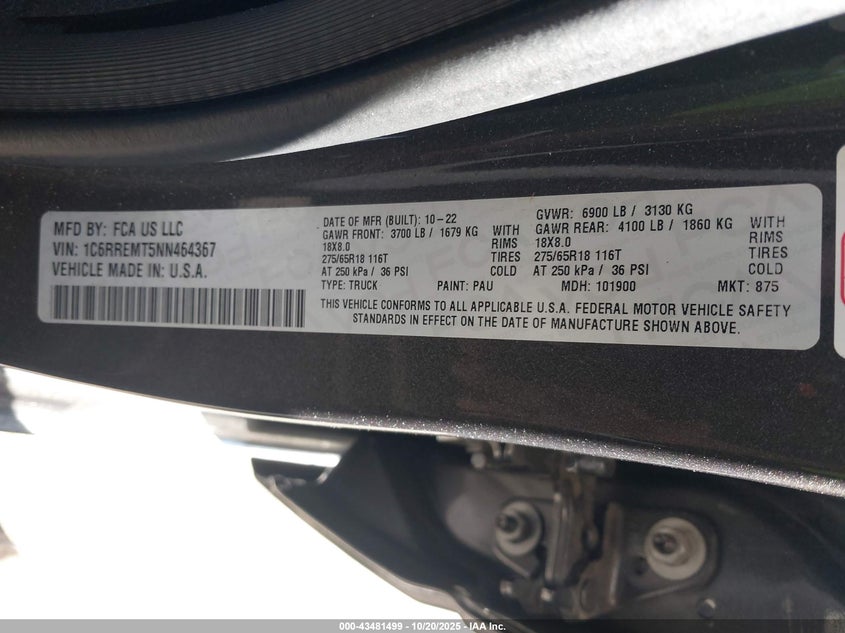 MFD BY: FCA US LLC
VIN: 1C6RREMT5NN464367
VEHICLE MADE IN U.S.A.
DATE OF MFR (BUILT): 10-22 GVWR: 6900 LB / 3130 KG
GAWR FRONT: 3700 LB / 1679 KG WITH GAWR REAR: 4100 LB / 1860 KG WITH
18X8.0 RIMS 18X8.0 RIMS
275/65R18 116T TIRES 275/65R18 116T TIRES
AT 250 kPa / 36 PSI COLD AT 250 kPa / 36 PSI COLD
TYPE: TRUCK PAINT: PAU MDH: 101900 MKT: 875
THIS VEHICLE CONFORMS TO ALL APPLICABLE U.S.A. FEDERAL MOTOR VEHICLE SAFETY
STANDARDS IN EFFECT ON THE DATE OF MANUFACTURE SHOWN ABOVE.
000-43481499 - 10/20/2025 - IAA Inc.